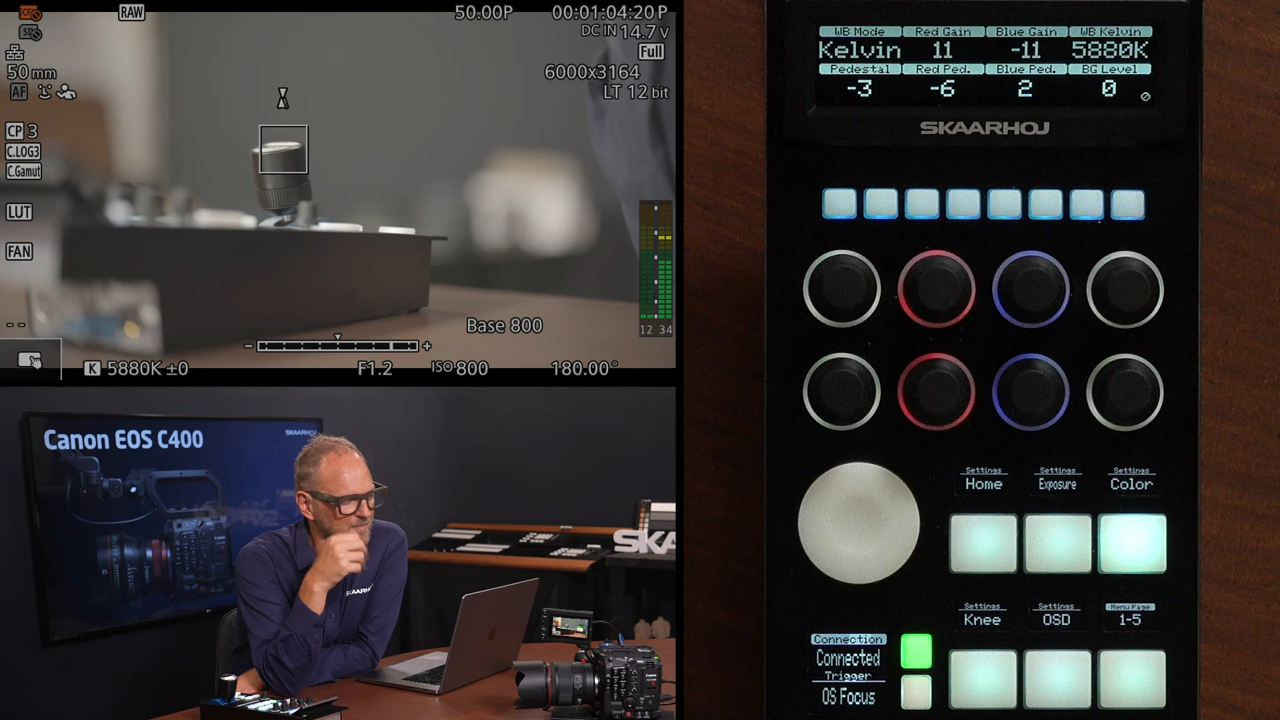 RAW
50.00P
00:01:04:20 P
DC IN 14.7 V
Full
50 mm
6000x3164
AF
LT 12 bit
CP 3
C.LOG3
C.Gamut
LUT
FAN
--
Base 800
12 34
- +
K 5880K ±0
F1.2
ISO 800
180.00°
Canon EOS C400
SKAARHOJ
SKAARHOJ
SKA
WB Mode Red Gain Blue Gain WB Kelvin
Kelvin 11 -11 5880K
Pedestal Red Ped. Blue Ped. BG Level
-3 -6 2 0
SKAARHOJ
Settings Settings Settings
Home Exposure Color
Settings Settings Menu Page
Knee OSD 1-5
Connection
Connected
Trigger
OS Focus